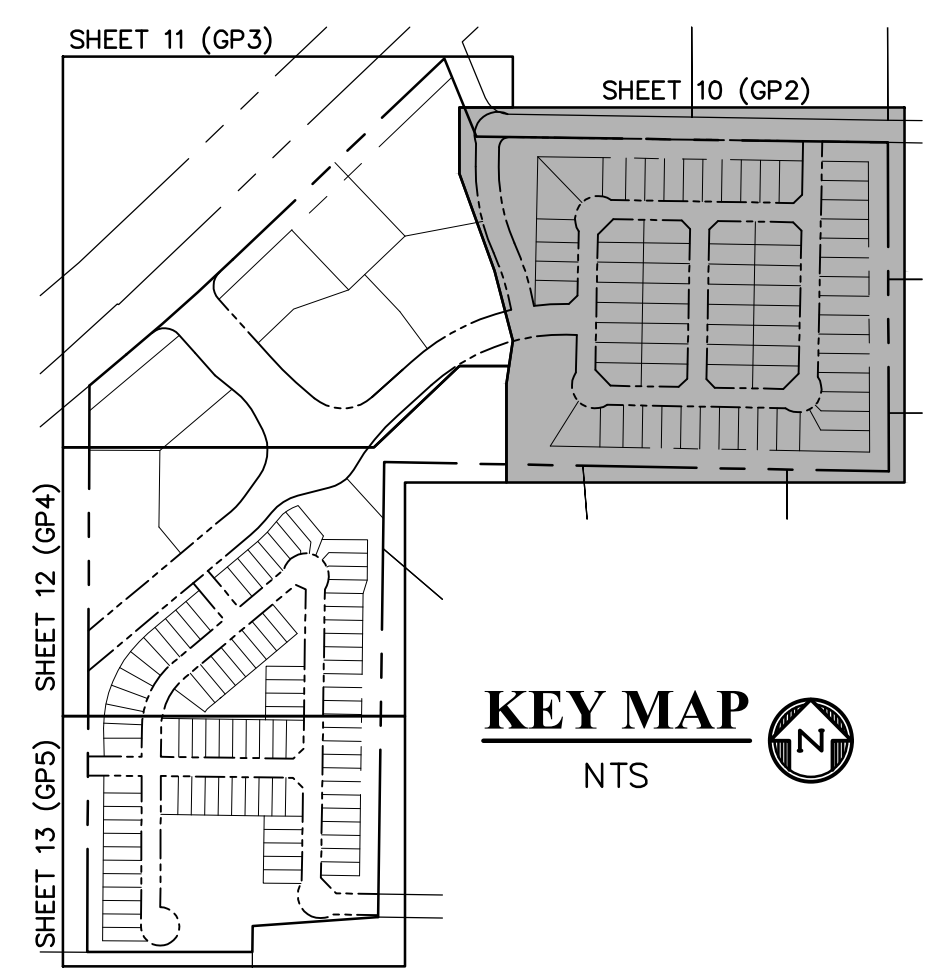 SHEET 11 (GP3)
SHEET 10 (GP2)
SHEET 12 (GP4)
SHEET 13 (GP5)
KEY MAP
N
NTS